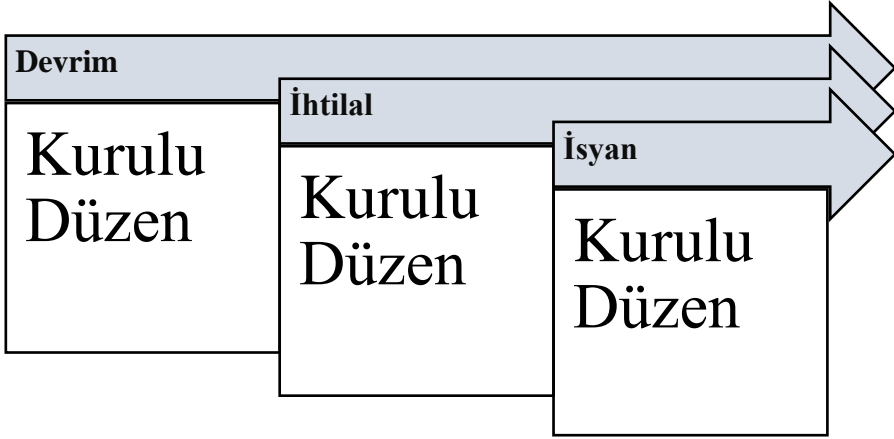 Devrim
Kurulu
Düzen
İhtilal
Kurulu
Düzen
İsyan
Kurulu
Düzen